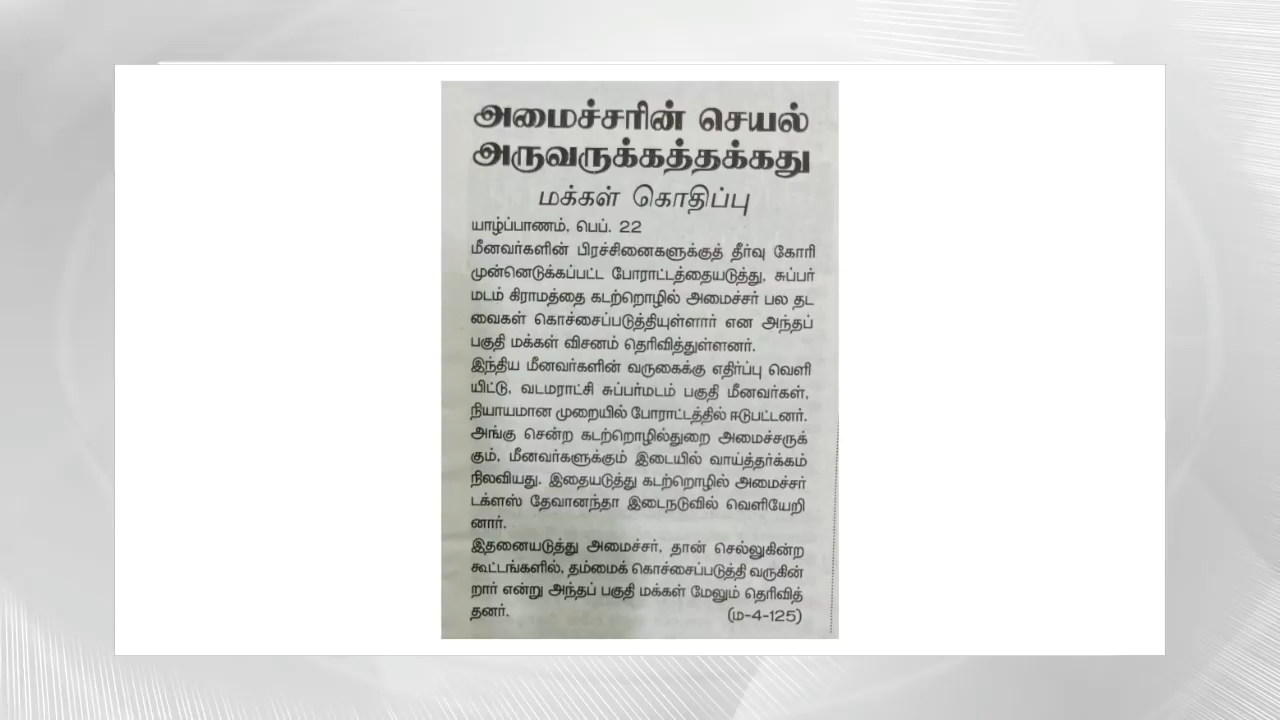 அமைச்சரின் செயல்
அருவருக்கத்தக்கது
மக்கள் கொதிப்பு
யாழ்ப்பாணம், பெப். 22
மீனவர்களின் பிரச்சினைகளுக்குத் தீர்வு கோரி
முன்னெடுக்கப்பட்ட போராட்டத்தையடுத்து, சுப்பர்
மடம் கிராமத்தை கடற்றொழில் அமைச்சர் பல தட
வைகள் கொச்சைப்படுத்தியுள்ளார் என அந்தப்
பகுதி மக்கள் விசனம் தெரிவித்துள்ளனர்.
இந்திய மீனவர்களின் வருகைக்கு எதிர்ப்பு வெளி
யிட்டு, வடமராட்சி சுப்பர்மடம் பகுதி மீனவர்கள்,
நியாயமான முறையில் போராட்டத்தில் ஈடுபட்டனர்.
அங்கு சென்ற கடற்றொழில்துறை அமைச்சருக்
கும், மீனவர்களுக்கும் இடையில் வாய்த்தர்க்கம்
நிலவியது. இதையடுத்து கடற்றொழில் அமைச்சர்
டக்ளஸ் தேவானந்தா இடைநடுவில் வெளியேறி
னார்.
இதனையடுத்து அமைச்சர், தான் செல்லுகின்ற
கூட்டங்களில், தம்மைக் கொச்சைப்படுத்தி வருகின்
றார் என்று அந்தப் பகுதி மக்கள் மேலும் தெரிவித்
தனர். (ம-4-125)